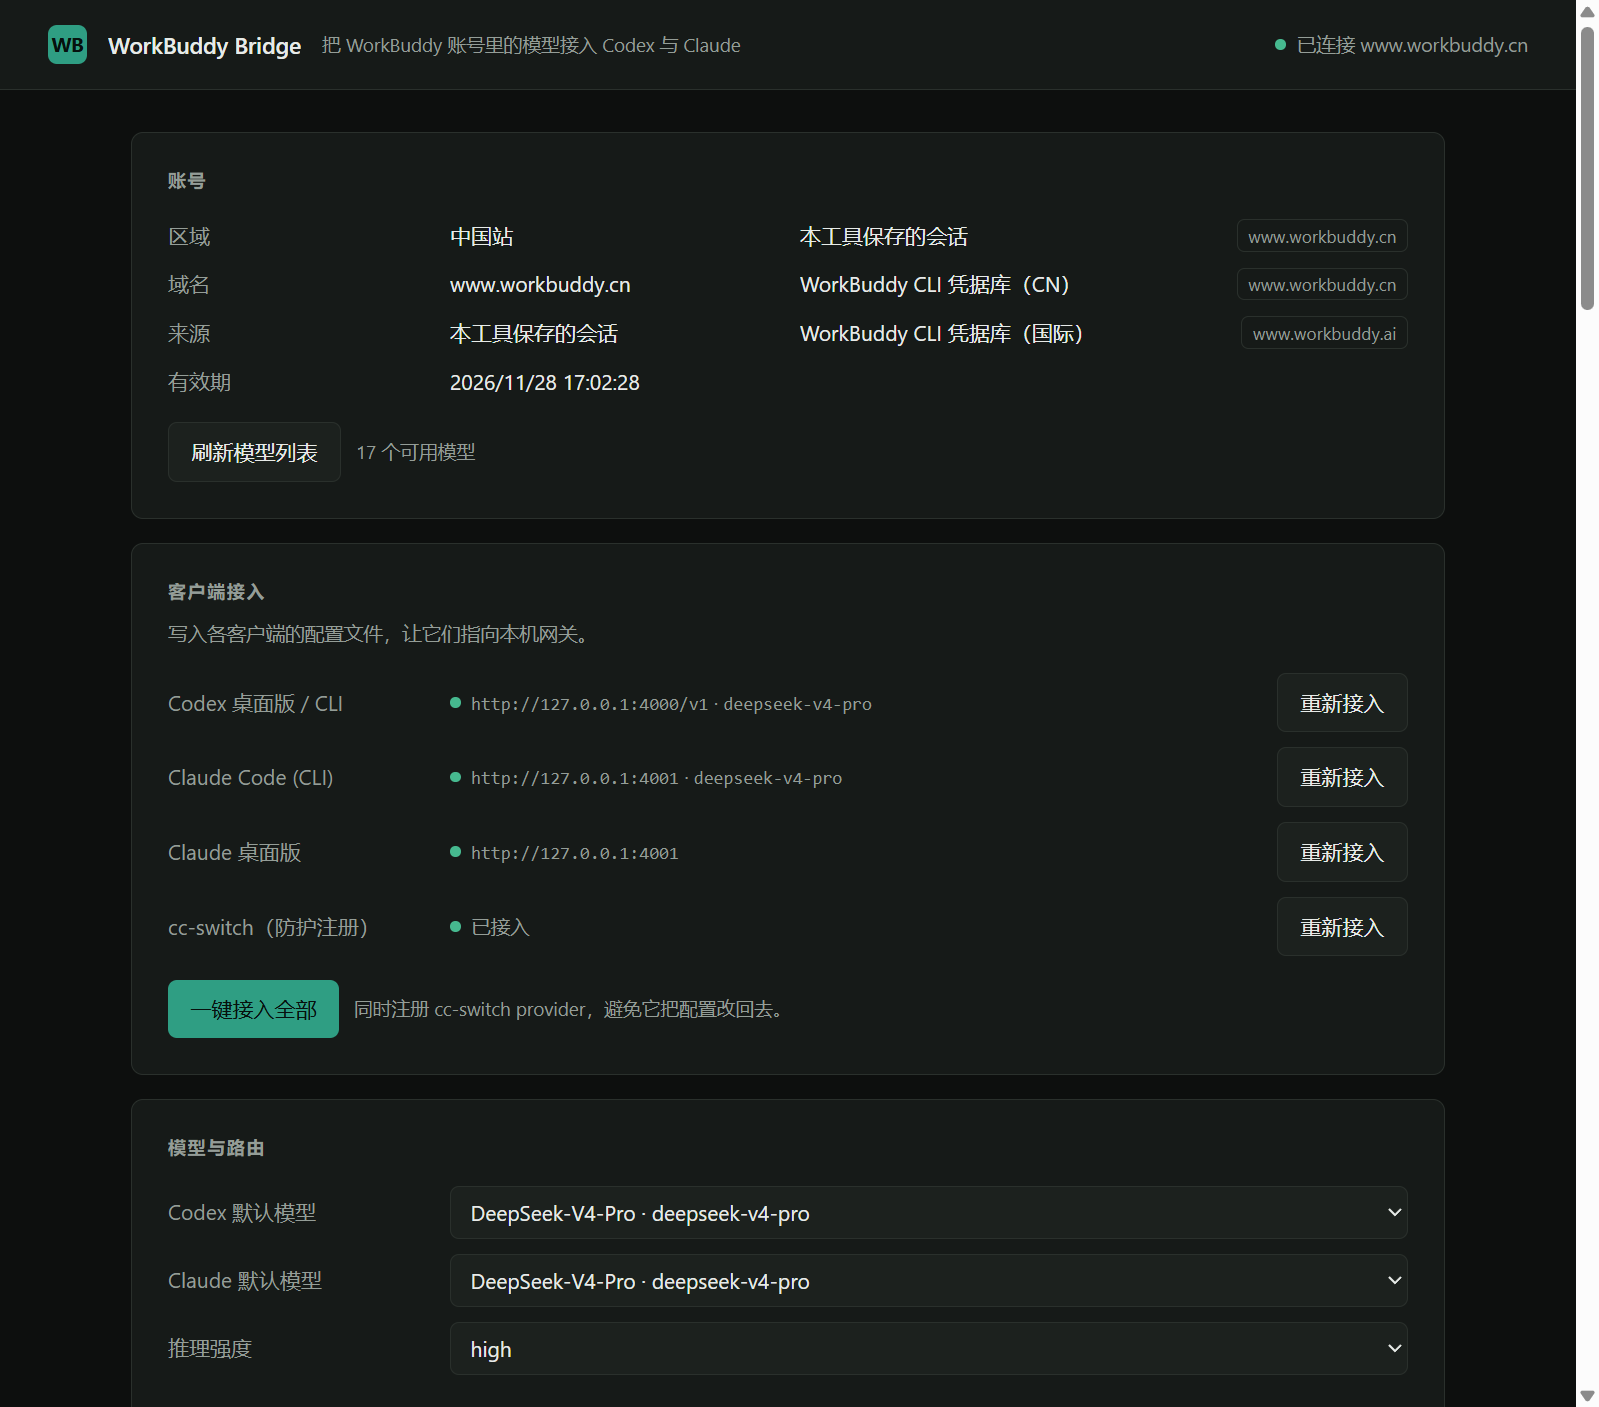 WB WorkBuddy Bridge 把 WorkBuddy 账号里的模型接入 Codex 与 Claude 已连接 www.workbuddy.cn
账号
区域 中国站 本工具保存的会话 www.workbuddy.cn
域名 www.workbuddy.cn WorkBuddy CLI 凭据库（CN） www.workbuddy.cn
来源 本工具保存的会话 WorkBuddy CLI 凭据库（国际） www.workbuddy.ai
有效期 2026/11/28 17:02:28
刷新模型列表 17 个可用模型
客户端接入
写入各客户端的配置文件，让它们指向本机网关。
Codex 桌面版 / CLI http://127.0.0.1:4000/v1 · deepseek-v4-pro 重新接入
Claude Code (CLI) http://127.0.0.1:4001 · deepseek-v4-pro 重新接入
Claude 桌面版 http://127.0.0.1:4001 重新接入
cc-switch（防护注册） 已接入 重新接入
一键接入全部 同时注册 cc-switch provider，避免它把配置改回去。
模型与路由
Codex 默认模型 DeepSeek-V4-Pro · deepseek-v4-pro
Claude 默认模型 DeepSeek-V4-Pro · deepseek-v4-pro
推理强度 high